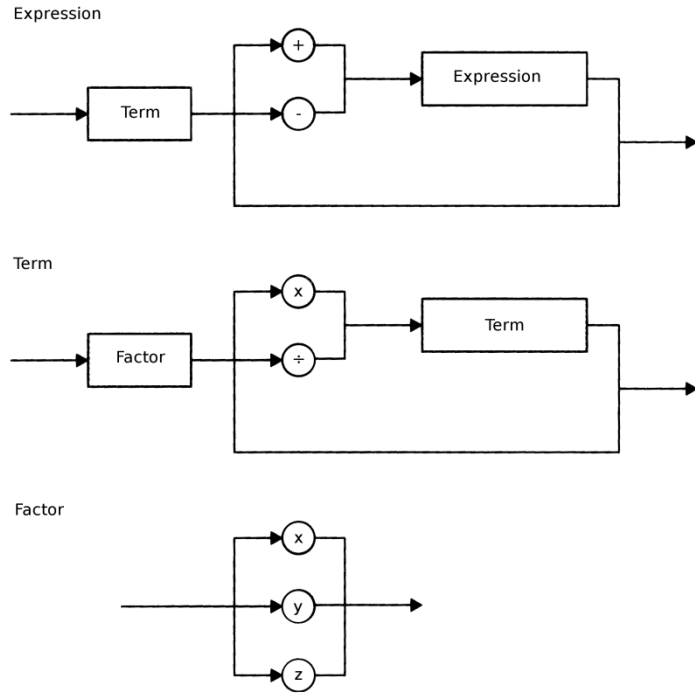 Expression
+
Term
-
Expression
Term
x
Factor
÷
Term
Factor
x
y
z